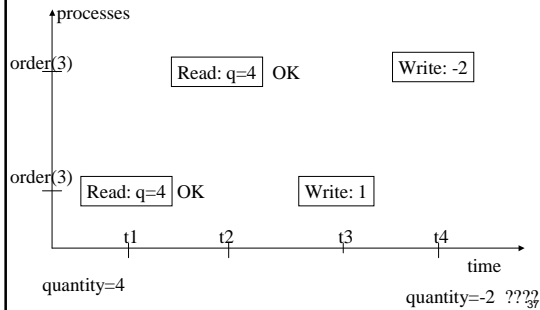 processes
order(3)
Read: q=4 OK
Write: -2
order(3)
Read: q=4 OK
Write: 1
t1 t2 t3 t4
time
quantity=4
quantity=-2 ????
37